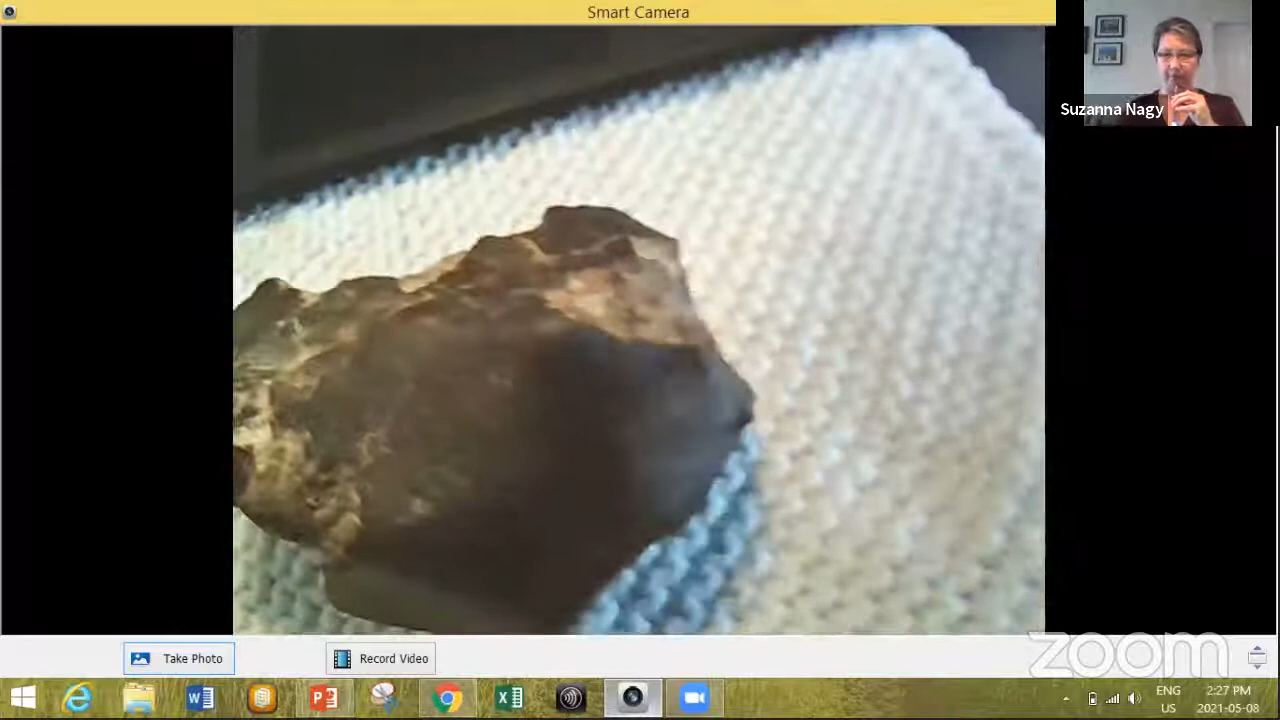 Smart Camera
Suzanna Nagy
Take Photo
Record Video
zoom
ENG
US
2:27 PM
2021-05-08